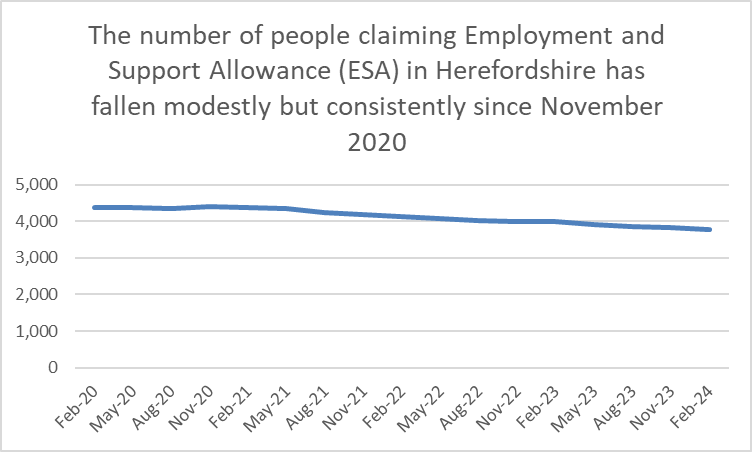 The number of people claiming Employment and
Support Allowance (ESA) in Herefordshire has
fallen modestly but consistently since November
2020
5,000
4,000
3,000
2,000
1,000
0
Feb-20
May-20
Aug-20
Nov-20
Feb-21
May-21
Aug-21
Nov-21
Feb-22
May-22
Aug-22
Nov-22
Feb-23
May-23
Aug-23
Nov-23
Feb-24